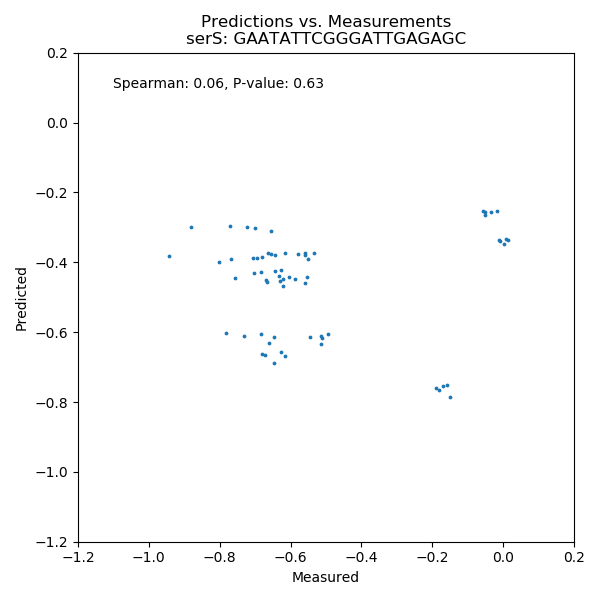 Predictions vs. Measurements
serS: GAATATTCGGGATTGAGAGC
Spearman: 0.06, P-value: 0.63
0.2
0.0
−0.2
−0.4
−0.6
−0.8
−1.0
−1.2
Predicted
−1.2 −1.0 −0.8 −0.6 −0.4 −0.2 0.0 0.2
Measured